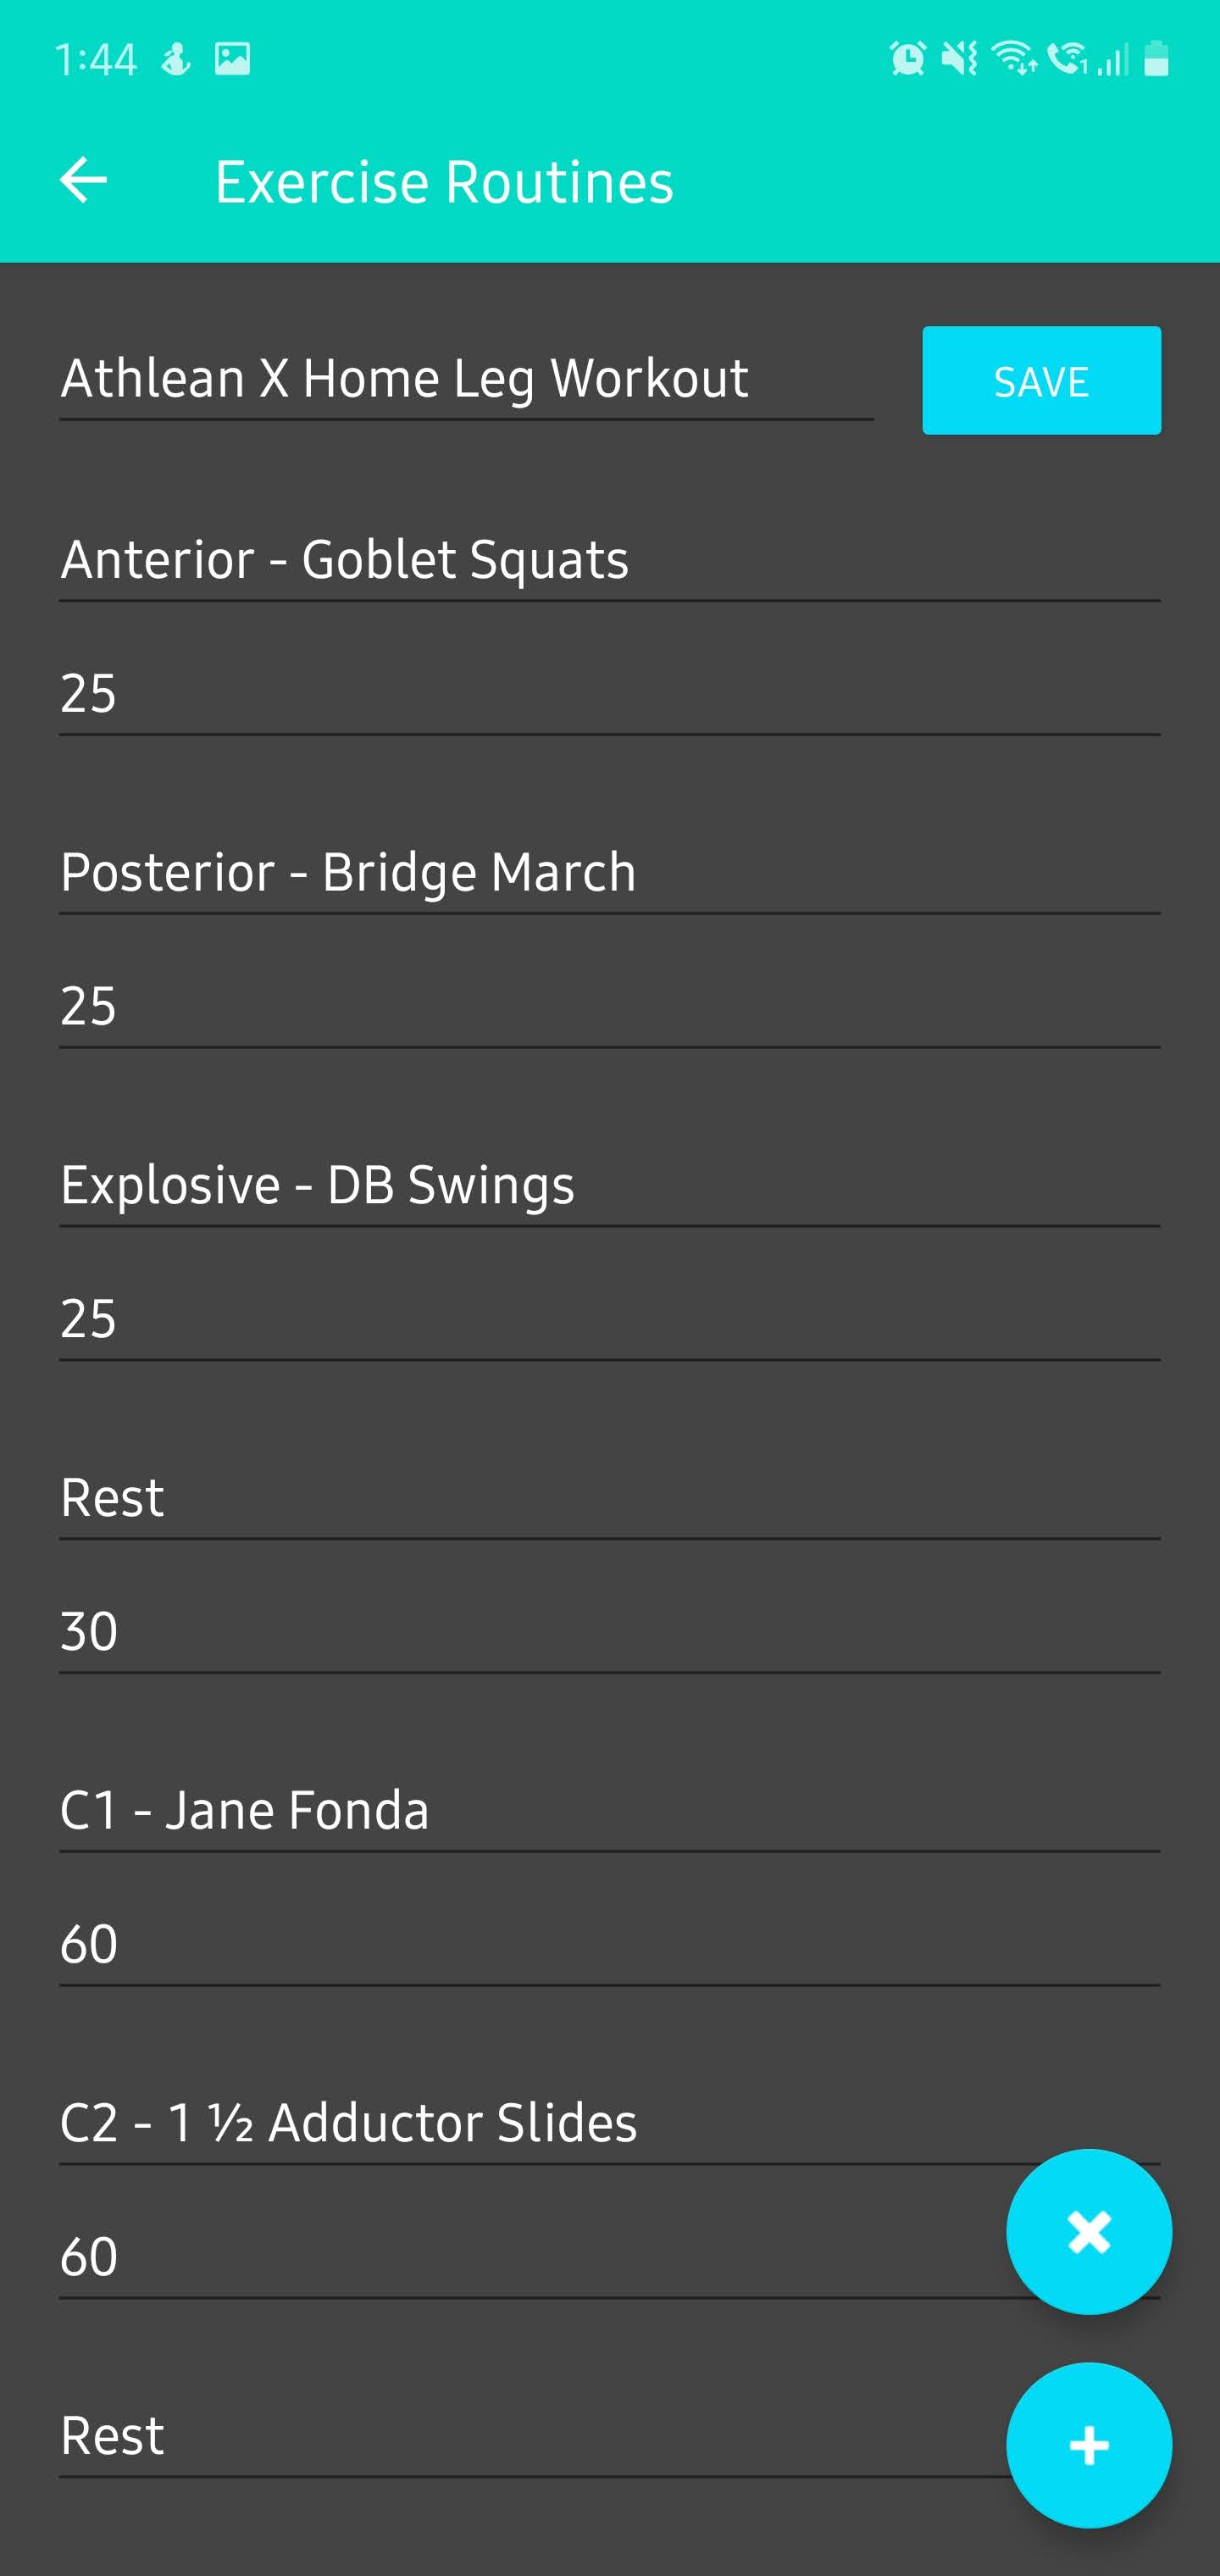 1:44
Exercise Routines
Athlean X Home Leg Workout
SAVE
Anterior - Goblet Squats
25
Posterior - Bridge March
25
Explosive - DB Swings
25
Rest
30
C1 - Jane Fonda
60
C2 - 1 ½ Adductor Slides
60
Rest